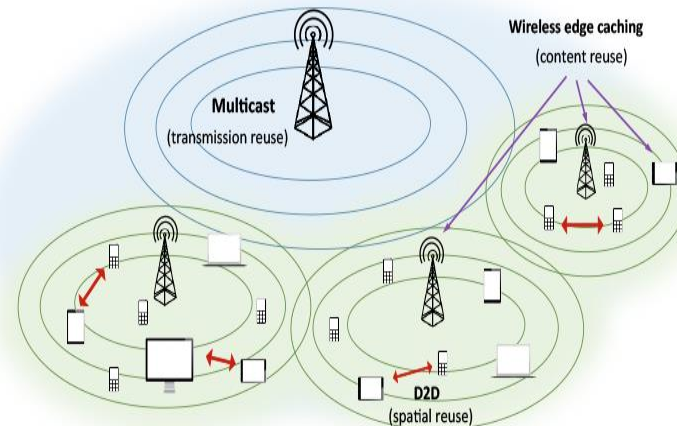 Wireless edge caching
(content reuse)
Multicast
(transmission reuse)
D2D
(spatial reuse)